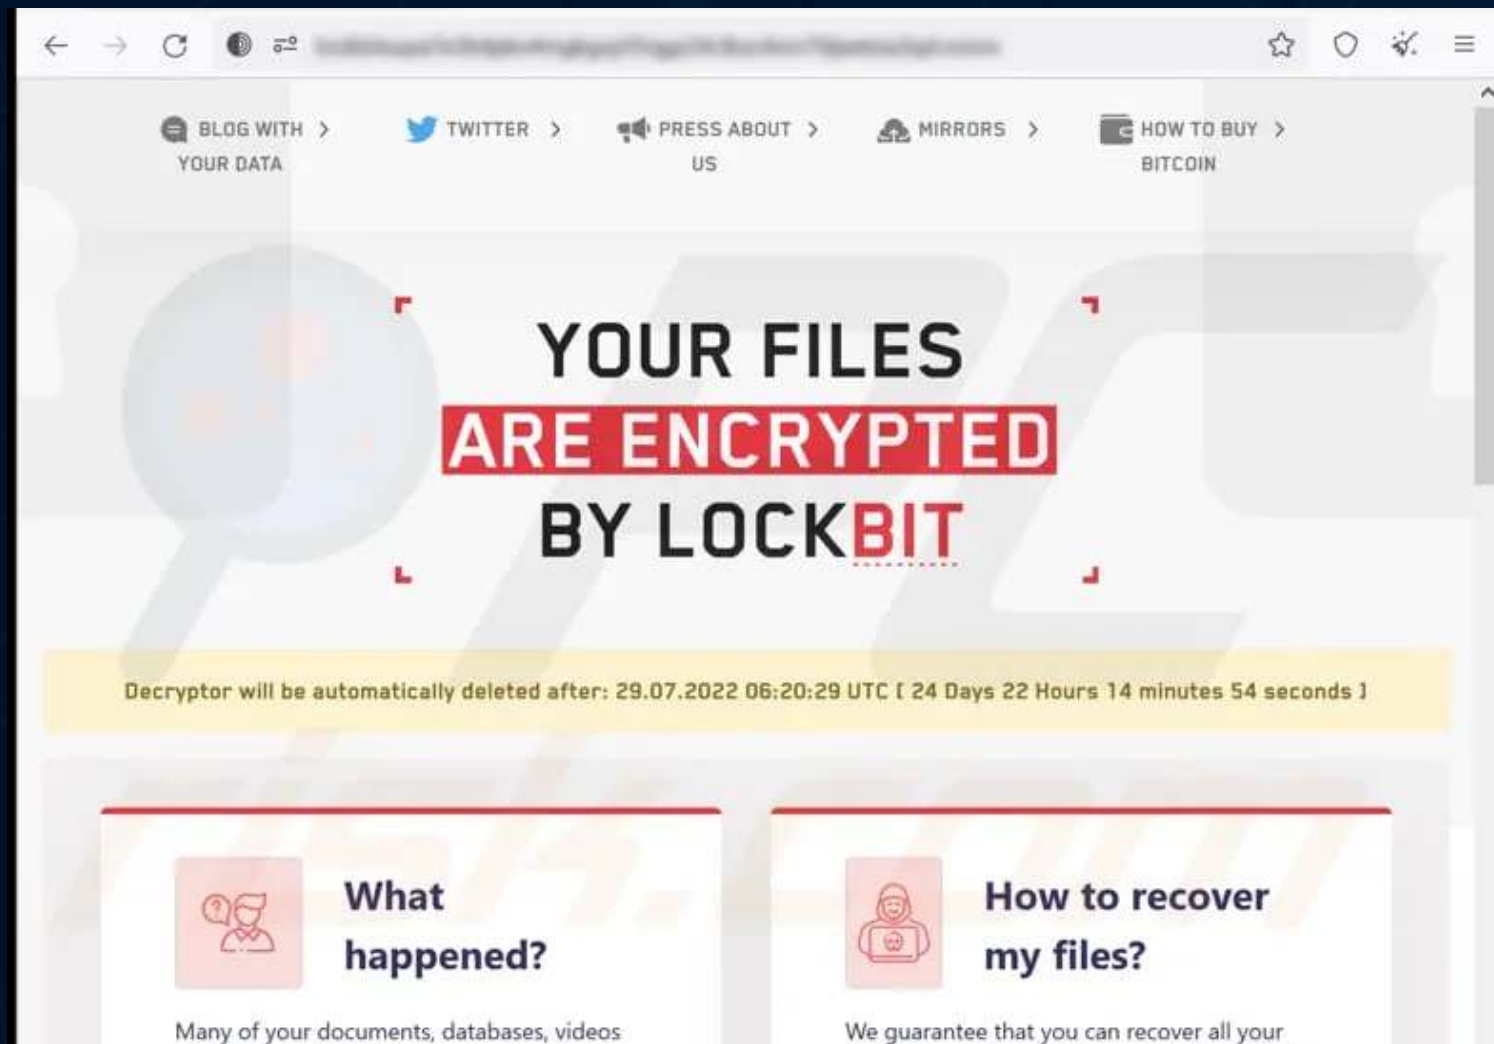 BLOG WITH
YOUR DATA
TWITTER
PRESS ABOUT
US
MIRRORS
HOW TO BUY
BITCOIN
YOUR FILES
ARE ENCRYPTED
BY LOCKBIT
Decryptor will be automatically deleted after: 29.07.2022 06:20:29 UTC [ 24 Days 22 Hours 14 minutes 54 seconds ]
What
happened?
Many of your documents, databases, videos
How to recover
my files?
We guarantee that you can recover all your
PC
risk.com